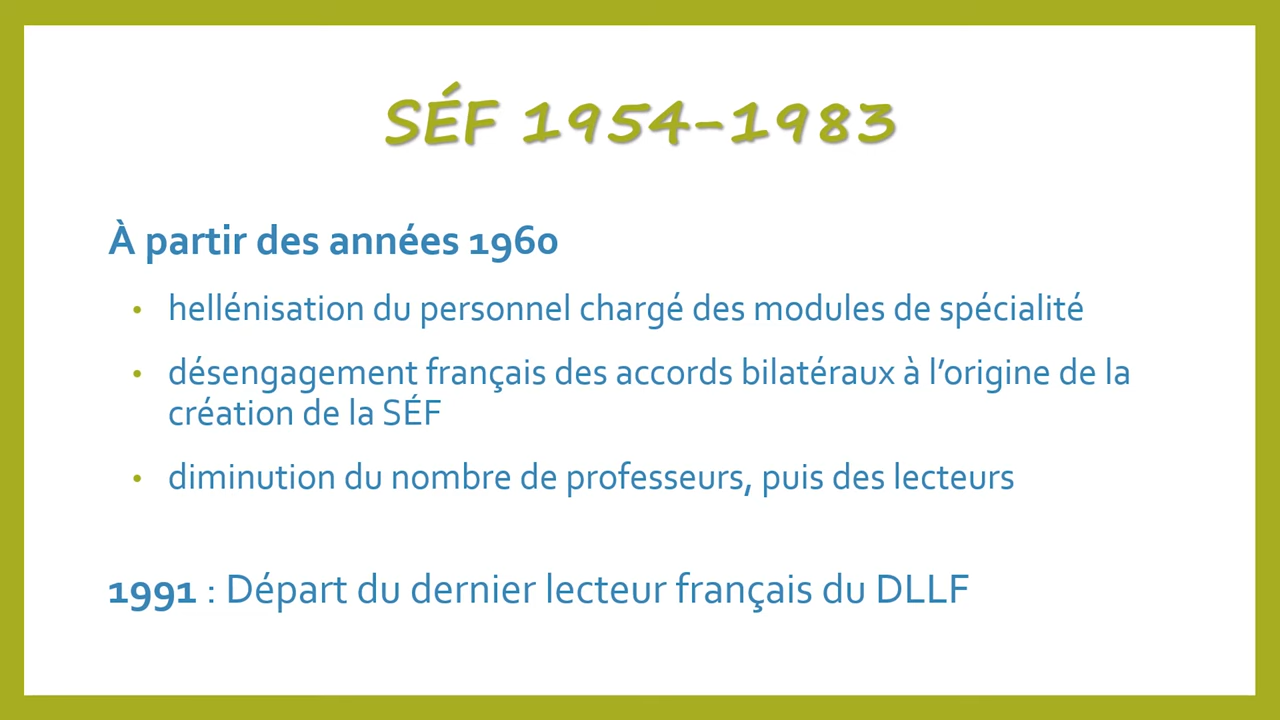 SÉF 1954-1983
À partir des années 1960
• hellénisation du personnel chargé des modules de spécialité
• désengagement français des accords bilatéraux à l’origine de la
création de la SÉF
• diminution du nombre de professeurs, puis des lecteurs
1991 : Départ du dernier lecteur français du DLLF